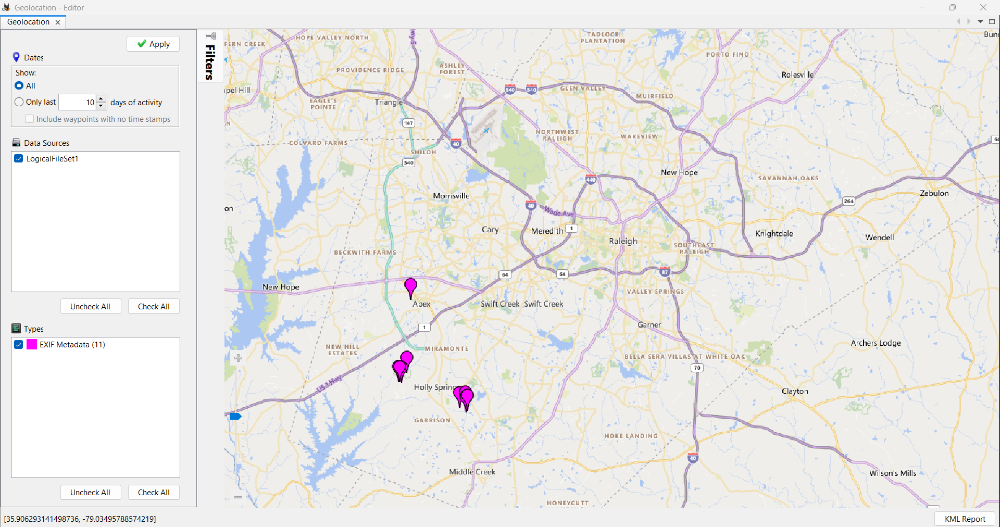 Geolocation - Editor
Geolocation
Apply
Dates
Show:
All
Only last 10 days of activity
Include waypoints with no time stamps
Data Sources
LogicalFileSet1
Uncheck All Check All
Types
EXIF Metadata (11)
Uncheck All Check All
Filters
HOPE VALLEY NORTH
TADLOCK
PLANTATION
Bunn
FERN CREEK
PORTO FINO
PROVIDENCE RIDGE
ASHLEY
FOREST
Rolesville
pel Hill
540
540
GLEN VALLEY
MUIRFIELD
EAGLE'S
POINTE
Triangle
147
N
NORTHWEST
RALEIGH
WAKEVIEW
COLVARD FARMS
40
64
SHILOH
540
440
New Hope
SAVANNAH OAKS
Morrisville
Zebulon
264
40
on
Wade Ave
Cary
Meredith
1
Raleigh
Knightdale
Wendell
SOUTHEAST
RALEIGH
BECKWITH FARMS
64
64
87
New Hope
VALLEY SPRINGS
Apex
Swift Creek
Swift Creek
1
Garner
NEW HILL
ESTATES
MIRAMONTE
Archers Lodge
BELLA SERA VILLAS AT WHITE OAK
70
US-1 Hwy
Holly Spring
Clayton
GARRISON
HOKE LANDING
40
Middle Creek
Wilson's Mills
HONEYCUTT
[35.906293141498736, -79.03495788574219]
KML Report